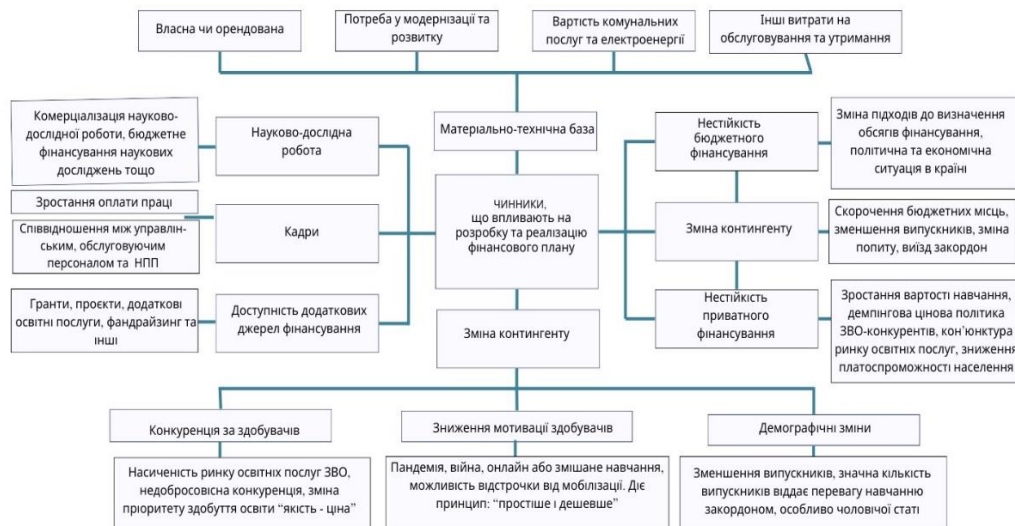 Власна чи орендована
Потреба у модернізації та
розвитку
Вартість комунальних
послуг та електроенергії
Інші витрати на
обслуговування та утримання
Комерціалізація науково-
дослідної роботи, бюджетне
фінансування наукових
досліджень тощо
Науково-дослідна
робота
Матеріально-технічна база
Нестійкість
бюджетного
фінансування
Зміна підходів до визначення
обсягів фінансування,
політична та економічна
ситуація в країні
Зростання оплати праці
Співвідношення між управлін-
ським, обслуговуючим
персоналом та НПП
Кадри
ЧИННИКИ,
що впливають на
розробку та реалізацію
фінансового плану
Зміна контингенту
Скорочення бюджетних місць,
зменшення випускників, зміна
попиту, виїзд закордон
Гранти, проєкти, додаткові
освітні послуги, фандрайзинг та
інші
Доступність додаткових
джерел фінансування
Зміна контингенту
Нестійкість
приватного
фінансування
Зростання вартості навчання,
демпінгова цінова політика
ЗВО-конкурентів, кон’юнктура
ринку освітніх послуг, зниження
платоспроможності населення
Конкуренція за здобувачів
Зниження мотивації здобувачів
Демографічні зміни
Насиченість ринку освітніх послуг ЗВО,
недобросовісна конкуренція, зміна
пріоритету здобуття освіти “якість - ціна”
Пандемія, війна, онлайн або змішане навчання,
можливість відстрочки від мобілізації. Діє
принцип: “простіше і дешевше”
Зменшення випускників, значна кількість
випускників віддає перевагу навчанню
закордоном, особливо чоловічої статі